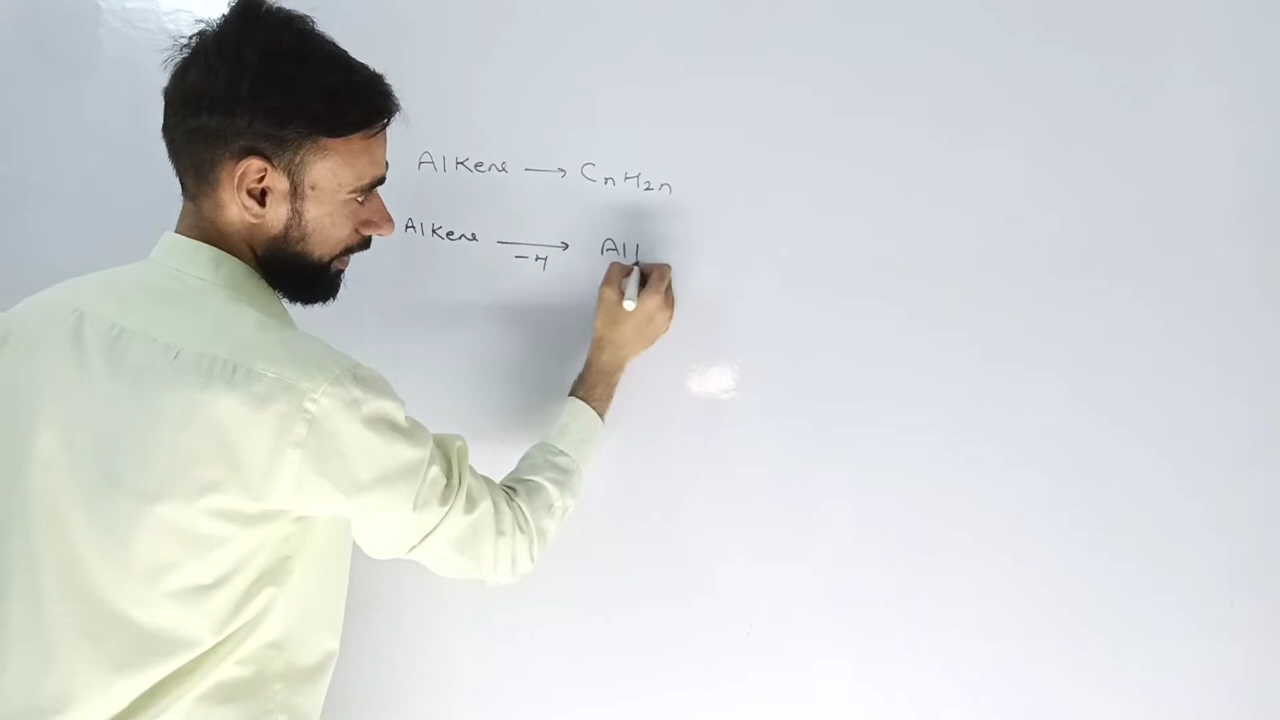 Alkene → CnH2n
Alkene → Al
-H